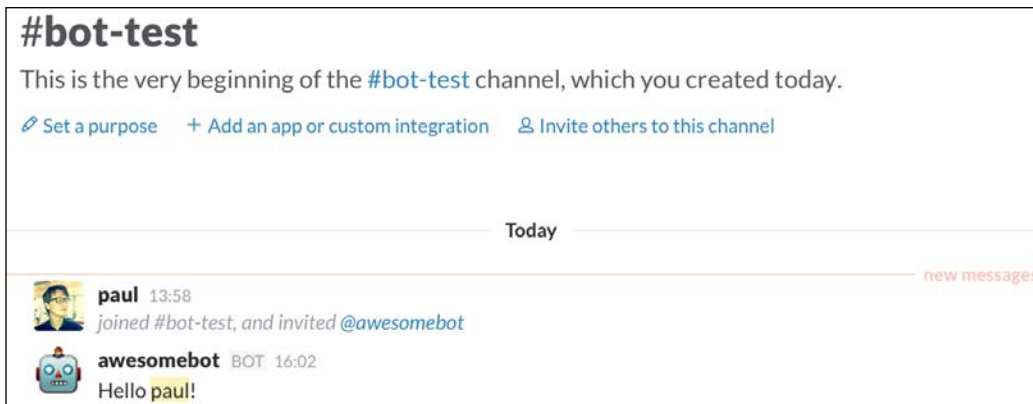 #bot-test
This is the very beginning of the #bot-test channel, which you created today.
Set a purpose + Add an app or custom integration Invite others to this channel
Today
new messages
paul 13:58
joined #bot-test, and invited @awesomebot
awesomebot BOT 16:02
Hello paul!